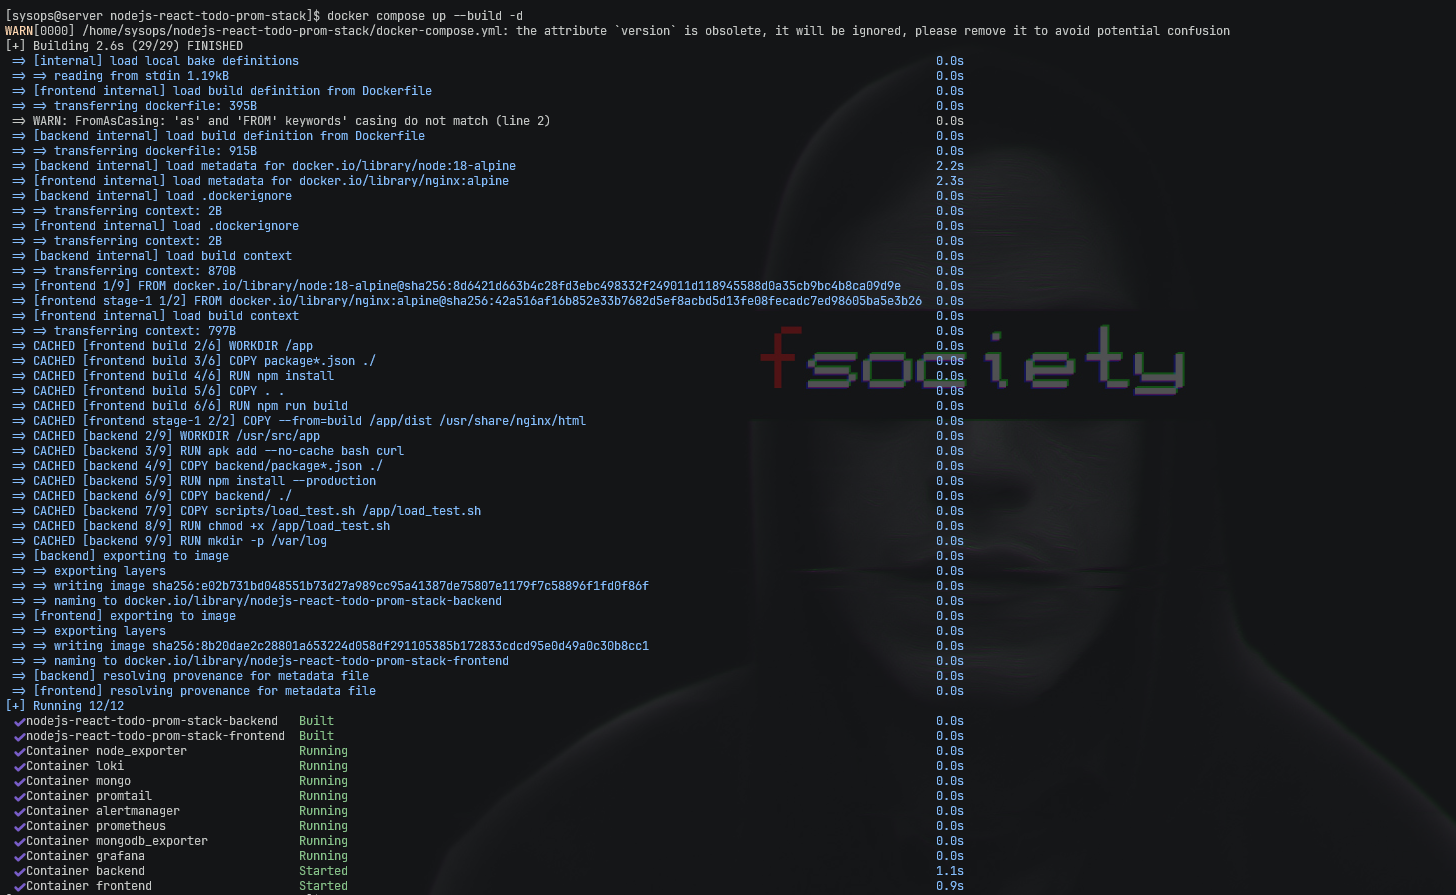 [sysops@server nodejs-react-todo-prom-stack]$ docker compose up --build -d
WARN[0000] /home/sysops/nodejs-react-todo-prom-stack/docker-compose.yml: the attribute `version` is obsolete, it will be ignored, please remove it to avoid potential confusion
[+] Building 2.6s (29/29) FINISHED
=> [internal] load local bake definitions 0.0s
=> => reading from stdin 1.19kB 0.0s
=> [frontend internal] load build definition from Dockerfile 0.0s
=> => transferring dockerfile: 395B 0.0s
=> WARN: FromAsCasing: 'as' and 'FROM' keywords' casing do not match (line 2) 0.0s
=> [backend internal] load build definition from Dockerfile 0.0s
=> => transferring dockerfile: 915B 0.0s
=> [backend internal] load metadata for docker.io/library/node:18-alpine 2.2s
=> [frontend internal] load metadata for docker.io/library/nginx:alpine 2.3s
=> [backend internal] load .dockerignore 0.0s
=> => transferring context: 2B 0.0s
=> [frontend internal] load .dockerignore 0.0s
=> => transferring context: 2B 0.0s
=> [backend internal] load build context 0.0s
=> => transferring context: 870B 0.0s
=> [frontend 1/9] FROM docker.io/library/node:18-alpine@sha256:8d6421d663b4c28fd3ebc498332f249011d118945588d0a35cb9bc4b8ca09d9e 0.0s
=> [frontend stage-1 1/2] FROM docker.io/library/nginx:alpine@sha256:42a516af16b852e33b7682d5ef8acbd5d13fe08fecadc7ed98605ba5e3b26 0.0s
=> [frontend internal] load build context 0.0s
=> => transferring context: 797B 0.0s
=> CACHED [frontend build 2/6] WORKDIR /app 0.0s
=> CACHED [frontend build 3/6] COPY package*.json ./ 0.0s
=> CACHED [frontend build 4/6] RUN npm install 0.0s
=> CACHED [frontend build 5/6] COPY . . 0.0s
=> CACHED [frontend build 6/6] RUN npm run build 0.0s
=> CACHED [frontend stage-1 2/2] COPY --from=build /app/dist /usr/share/nginx/html 0.0s
=> CACHED [backend 2/9] WORKDIR /usr/src/app 0.0s
=> CACHED [backend 3/9] RUN apk add --no-cache bash curl 0.0s
=> CACHED [backend 4/9] COPY backend/package*.json ./ 0.0s
=> CACHED [backend 5/9] RUN npm install --production 0.0s
=> CACHED [backend 6/9] COPY backend/ ./ 0.0s
=> CACHED [backend 7/9] COPY scripts/load_test.sh /app/load_test.sh 0.0s
=> CACHED [backend 8/9] RUN chmod +x /app/load_test.sh 0.0s
=> CACHED [backend 9/9] RUN mkdir -p /var/log 0.0s
=> [backend] exporting to image 0.0s
=> => exporting layers 0.0s
=> => writing image sha256:e02b731bd048551b73d27a989cc95a41387de75807e1179f7c58896f1fd0f86f 0.0s
=> => naming to docker.io/library/nodejs-react-todo-prom-stack-backend 0.0s
=> [frontend] exporting to image 0.0s
=> => exporting layers 0.0s
=> => writing image sha256:8b20dae2c28801a653224d058df291105385b172833cdcd95e0d49a0c30b8cc1 0.0s
=> => naming to docker.io/library/nodejs-react-todo-prom-stack-frontend 0.0s
=> [backend] resolving provenance for metadata file 0.0s
=> [frontend] resolving provenance for metadata file 0.0s
[+] Running 12/12
✔nodejs-react-todo-prom-stack-backend Built 0.0s
✔nodejs-react-todo-prom-stack-frontend Built 0.0s
✔Container node_exporter Running 0.0s
✔Container loki Running 0.0s
✔Container mongo Running 0.0s
✔Container promtail Running 0.0s
✔Container alertmanager Running 0.0s
✔Container prometheus Running 0.0s
✔Container mongodb_exporter Running 0.0s
✔Container grafana Running 0.0s
✔Container backend Started 1.1s
✔Container frontend Started 0.9s
fsociety